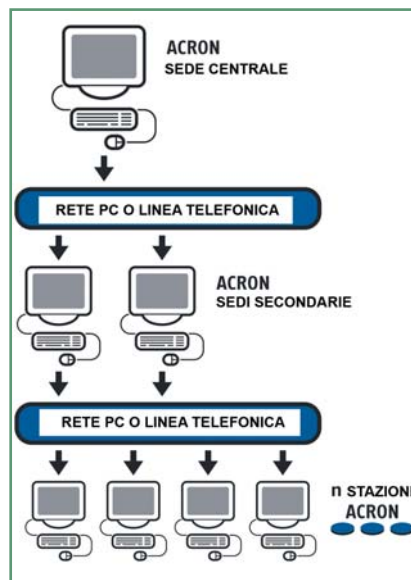 ACRON
SEDE CENTRALE
RETE PC O LINEA TELEFONICA
ACRON
SEDI SECONDARIE
RETE PC O LINEA TELEFONICA
n STAZIONI
ACRON